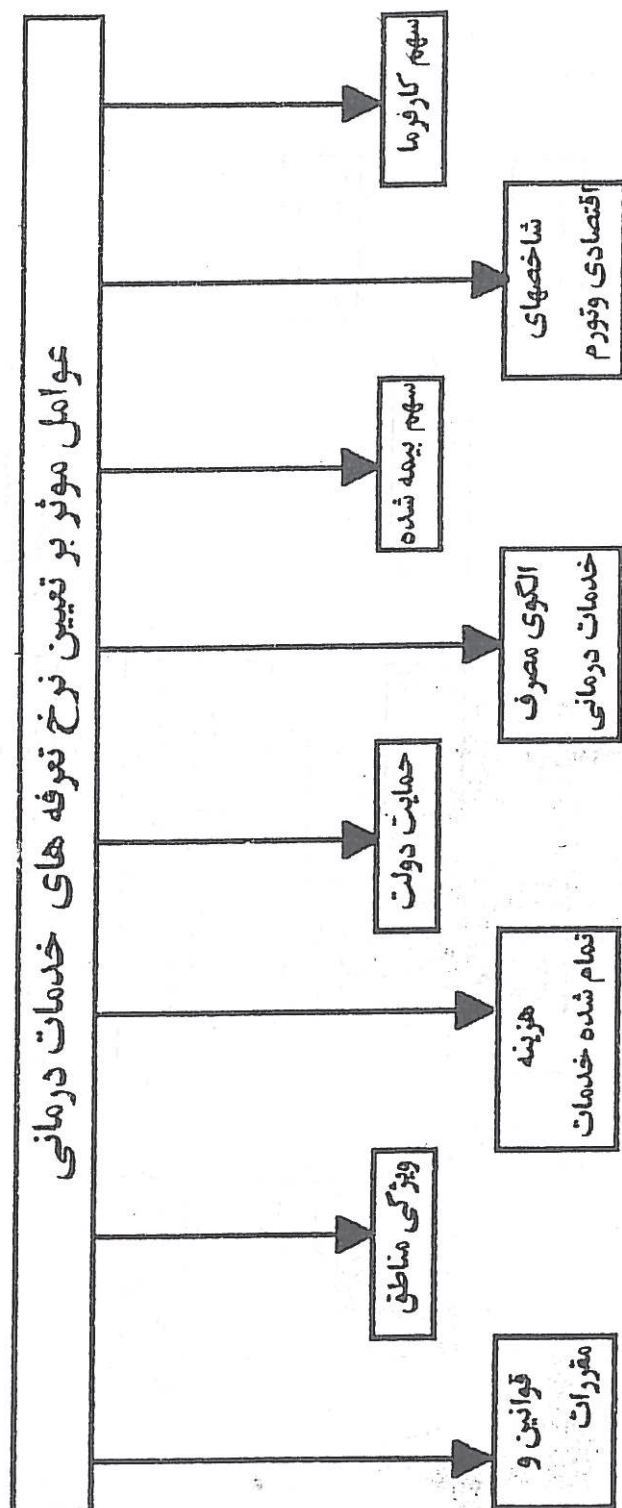 عوامل موثر بر تعیین نرخ تعرفه های خدمات درمانی
سهم کارفرما
شاخصهای
اقتصادی وتورم
سهم بیمه شده
الگوی مصرف
خدمات درمانی
حمایت دولت
هزینه
تمام شده خدمات
ویژگی مناطق
قوانین و
مقررات